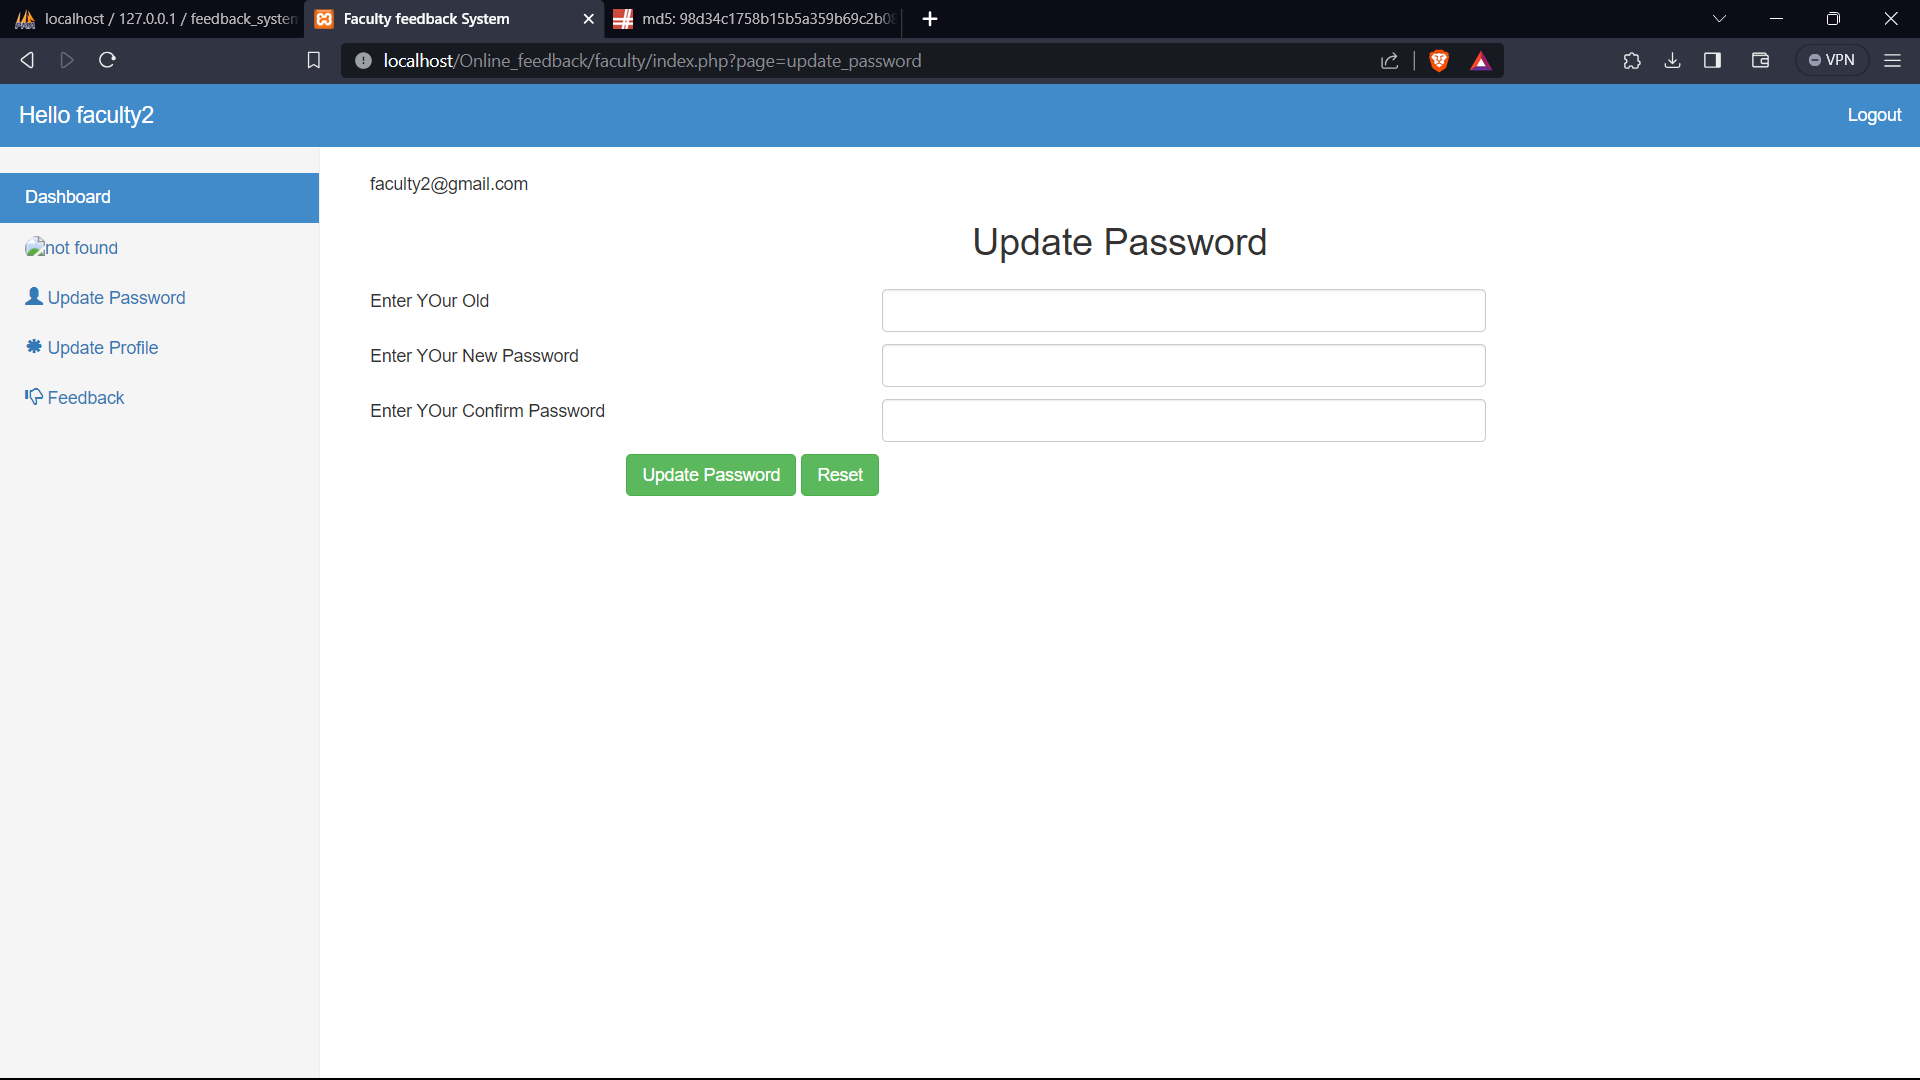 localhost / 127.0.0.1 / feedback_system
Faculty feedback System
md5: 98d34c1758b15b5a359b69c2b08
localhost/Online_feedback/faculty/index.php?page=update_password
VPN
Hello faculty2
Logout
Dashboard
not found
Update Password
Update Profile
Feedback
faculty2@gmail.com
Update Password
Enter YOur Old
Enter YOur New Password
Enter YOur Confirm Password
Update Password
Reset